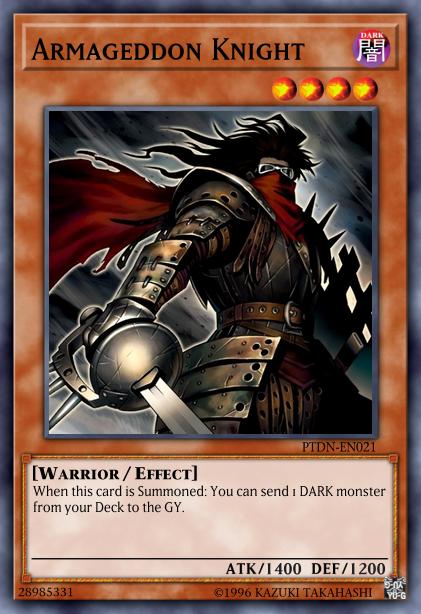 Armageddon Knight
DARK
闇
PTDN-EN021
[Warrior / Effect]
When this card is Summoned: You can send 1 DARK monster
from your Deck to the GY.
ATK/1400 DEF/1200
28985331
©1996 KAZUKI TAKAHASHI